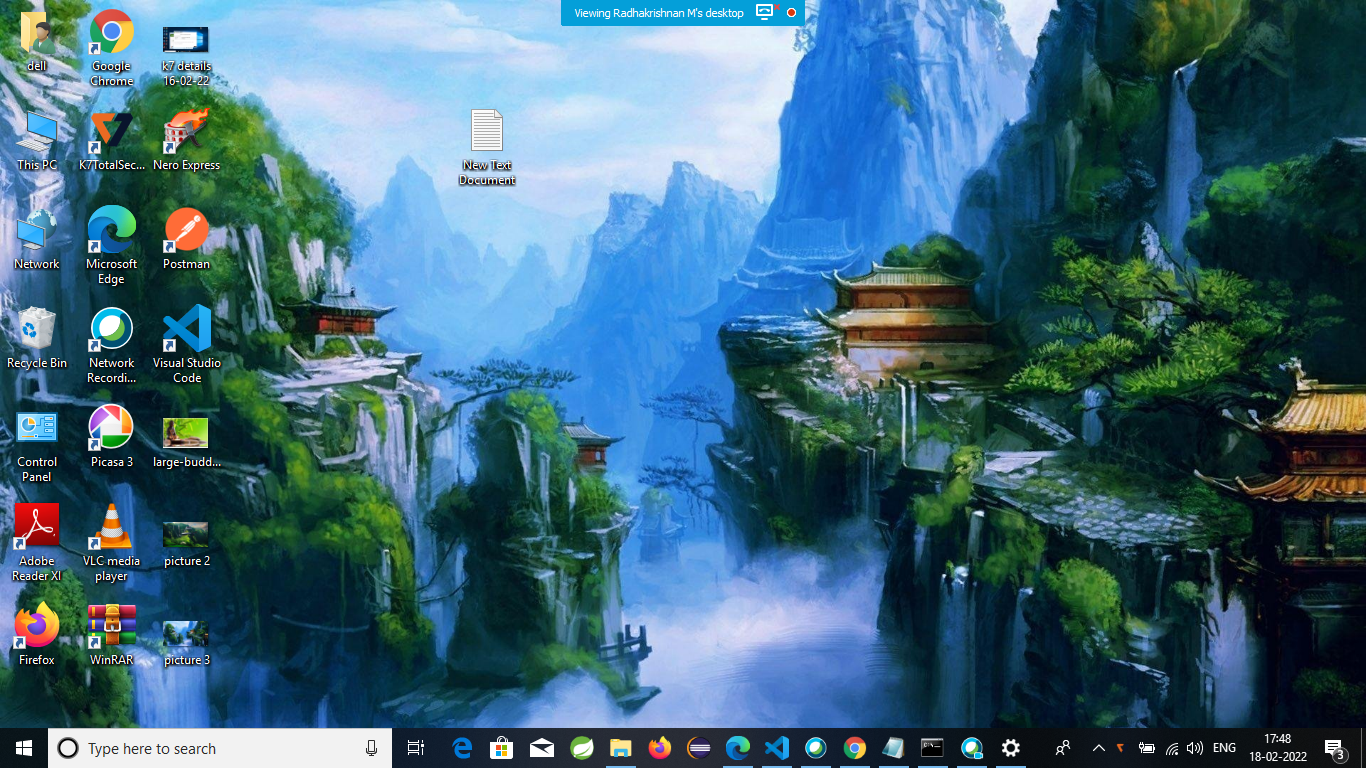 Viewing Radhakrishnan M's desktop
dell
Google
Chrome
k7 details
16-02-22
This PC
K7TotalSec...
Nero Express
New Text
Document
Network
Microsoft
Edge
Postman
Recycle Bin
Network
Recordi...
Visual Studio
Code
Control
Panel
Picasa 3
large-budd...
Adobe
Reader XI
VLC media
player
picture 2
Firefox
WinRAR
picture 3
Type here to search
ENG
17:48
18-02-2022
3